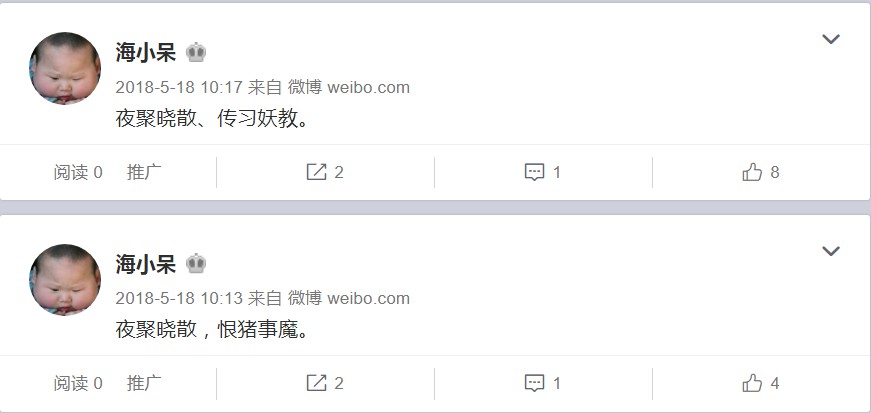 海小呆
2018-5-18 10:17 来自 微博 weibo.com
夜聚晓散、传习妖教。
阅读 0 推广 2 1 8
海小呆
2018-5-18 10:13 来自 微博 weibo.com
夜聚晓散，恨猪事魔。
阅读 0 推广 2 1 4